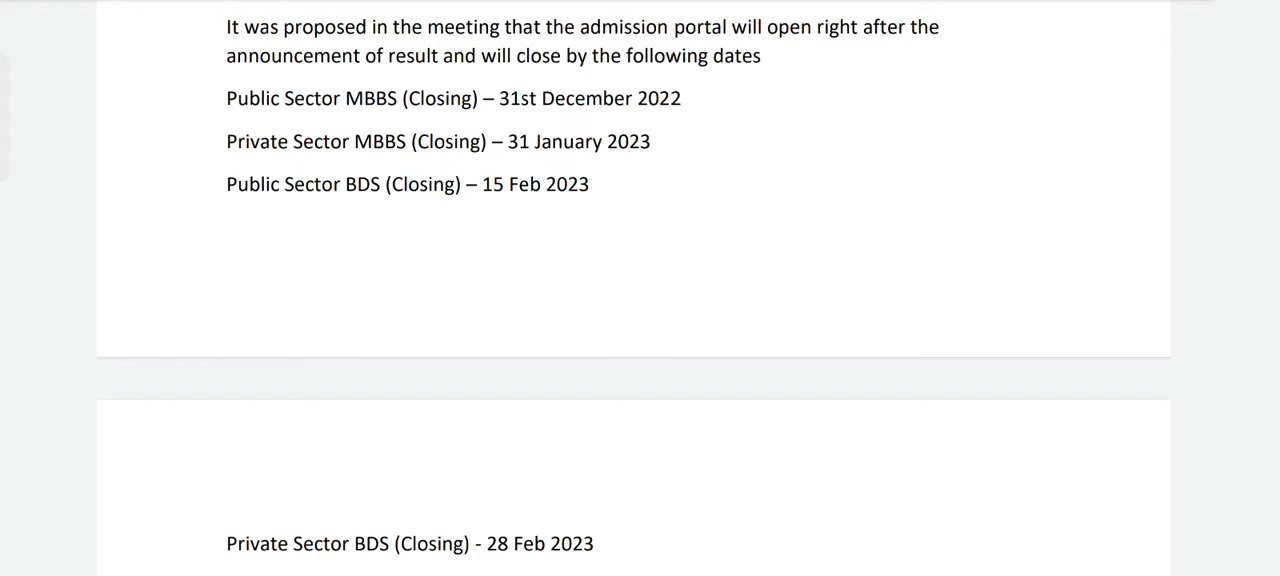 It was proposed in the meeting that the admission portal will open right after the
announcement of result and will close by the following dates
Public Sector MBBS (Closing) – 31st December 2022
Private Sector MBBS (Closing) – 31 January 2023
Public Sector BDS (Closing) – 15 Feb 2023
Private Sector BDS (Closing) - 28 Feb 2023